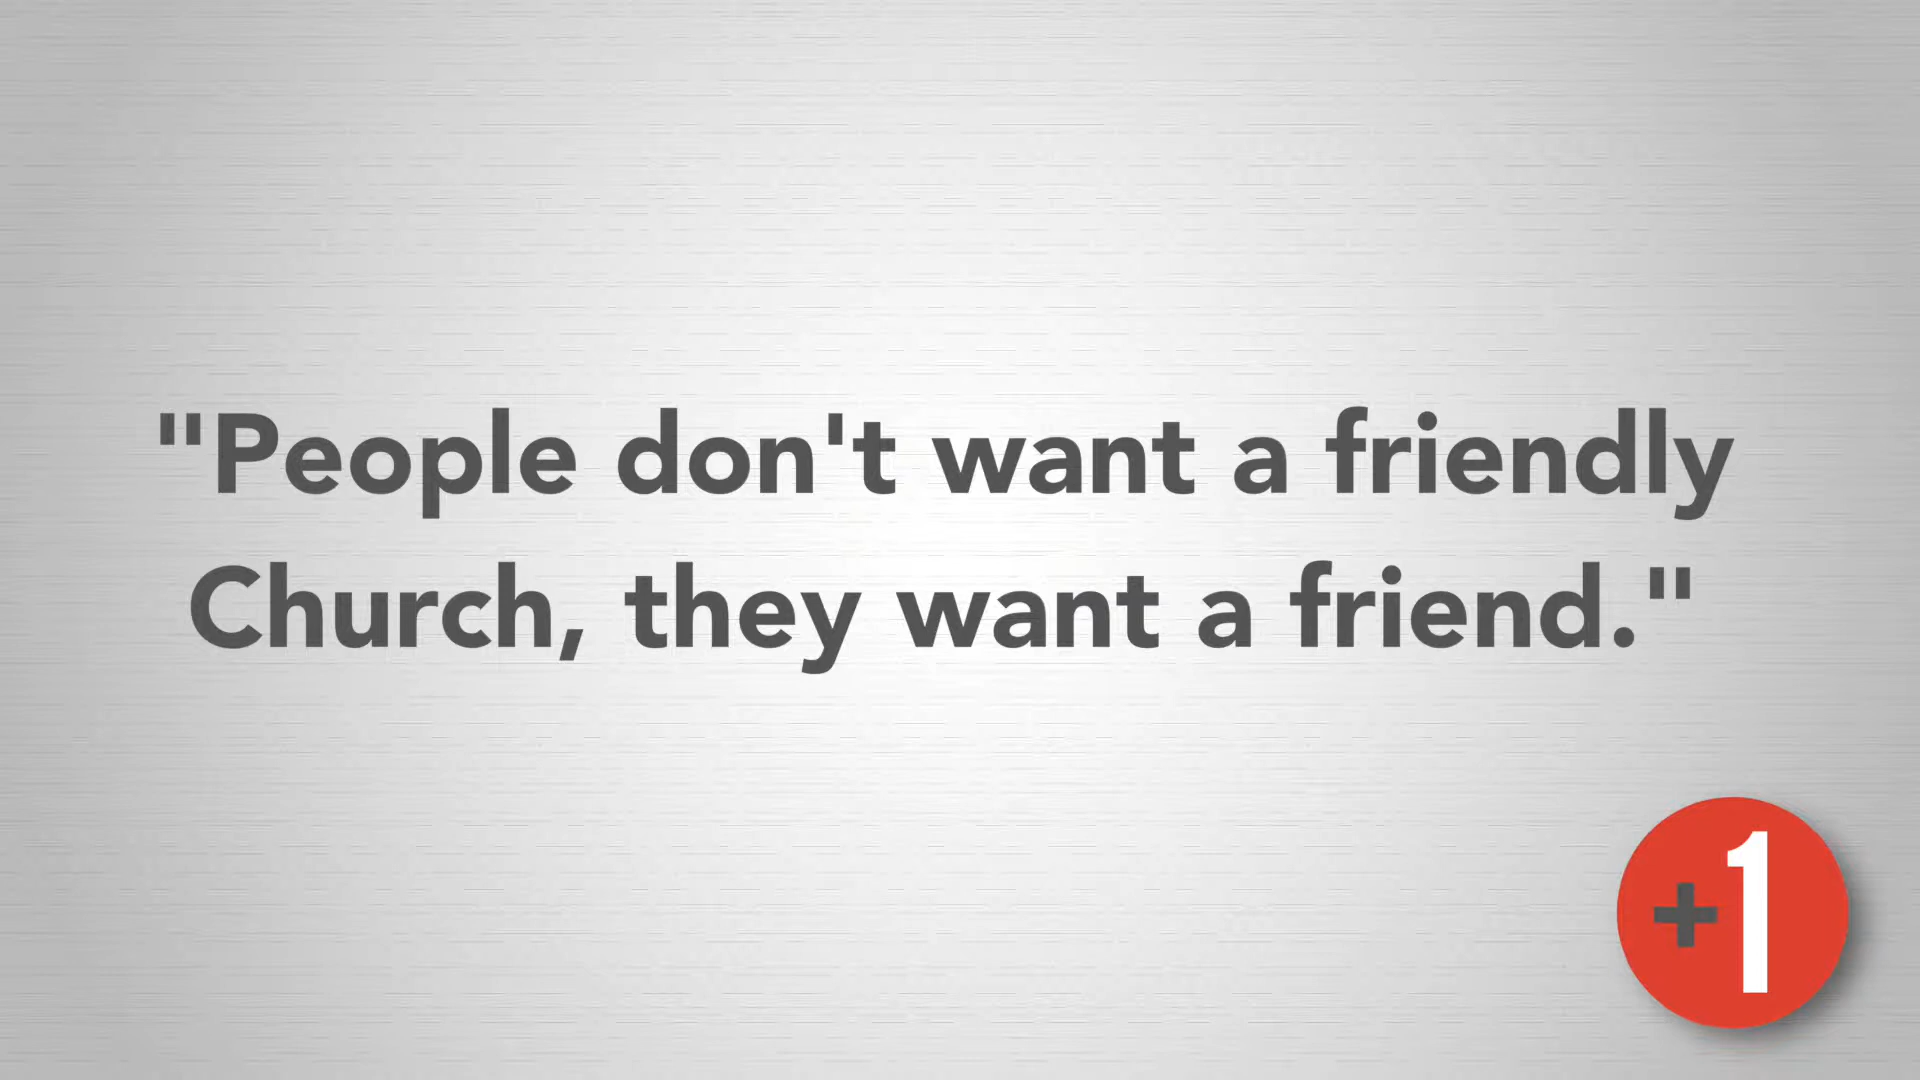 "People don't want a friendly
Church, they want a friend."
+1